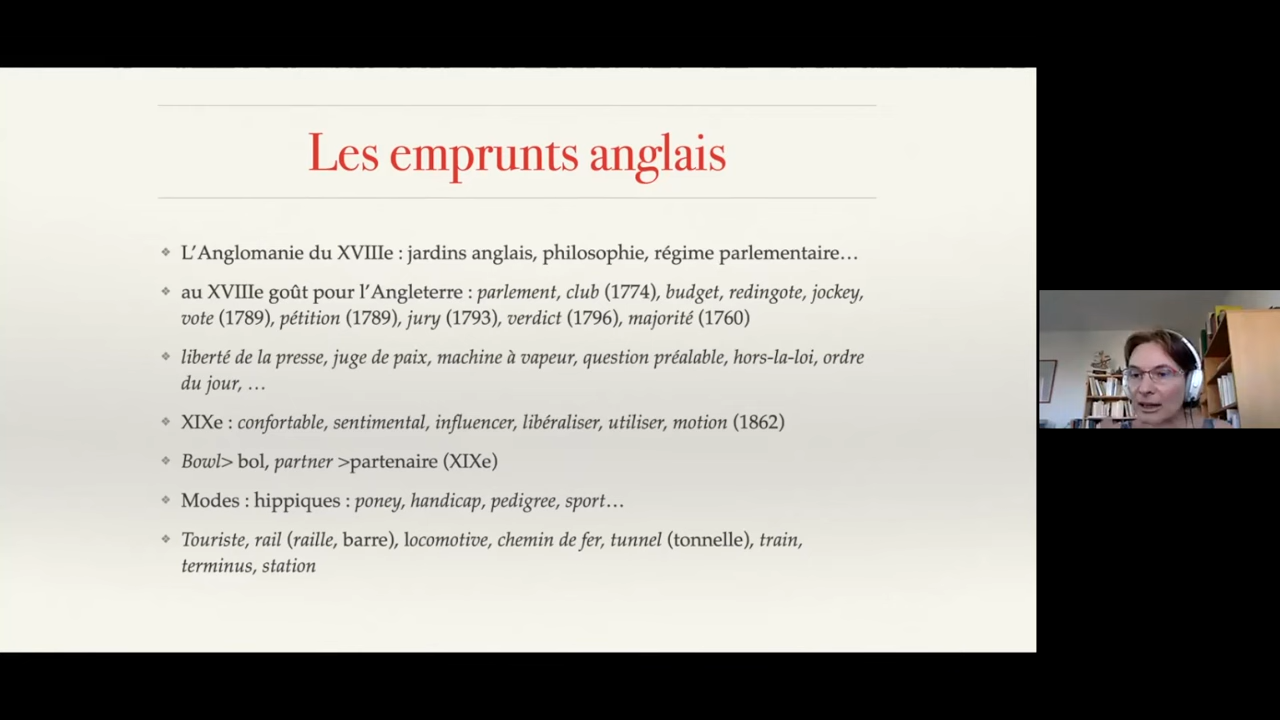 Les emprunts anglais
L’Anglomanie du XVIIIe : jardins anglais, philosophie, régime parlementaire…
au XVIIIe goût pour l’Angleterre : parlement, club (1774), budget, redingote, jockey,
vote (1789), pétition (1789), jury (1793), verdict (1796), majorité (1760)
liberté de la presse, juge de paix, machine à vapeur, question préalable, hors-la-loi, ordre
du jour, …
XIXe : confortable, sentimental, influencer, libéraliser, utiliser, motion (1862)
Bowl> bol, partner >partenaire (XIXe)
Modes : hippiques : poney, handicap, pedigree, sport…
Touriste, rail (raille, barre), locomotive, chemin de fer, tunnel (tonnelle), train,
terminus, station